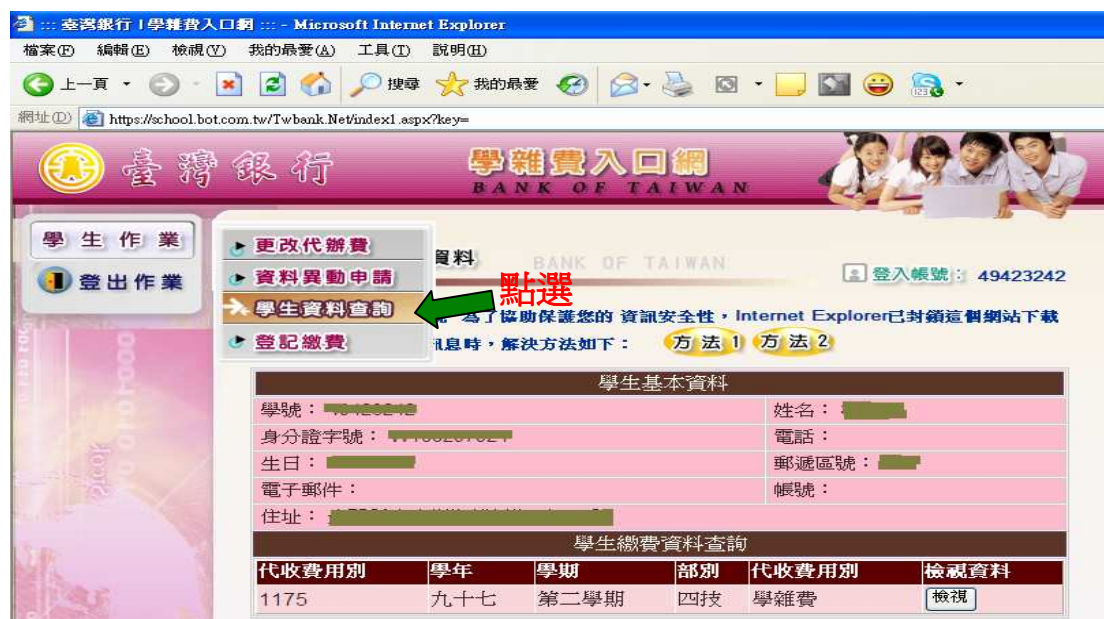 ::: 臺灣銀行 | 學雜費入口網 ::: - Microsoft Internet Explorer
檔案(F) 編輯(E) 檢視(V) 我的最愛(A) 工具(T) 說明(H)
上一頁 搜尋 我的最愛
網址(D) https://school.bot.com.tw/Twbank.Net/index1.aspx?key=
臺灣銀行 學雜費入口網
BANK OF TAIWAN
學生作業
登出作業
更改代辦費
資料異動申請
學生資料查詢
登記繳費
點選
資料 BANK OF TAIWAN
登入帳號： 49423242
為了協助保護您的 資訊安全性，Internet Explorer已封鎖這個網站下載
訊息時，解決方法如下： 方法1 方法2
學生基本資料
學號： 姓名：
身分證字號： 電話：
生日： 郵遞區號：
電子郵件： 帳號：
住址：
學生繳費資料查詢
代收費用別 學年 學期 部別 代收費用別 檢視資料
1175 九十七 第二學期 四技 學雜費 檢視